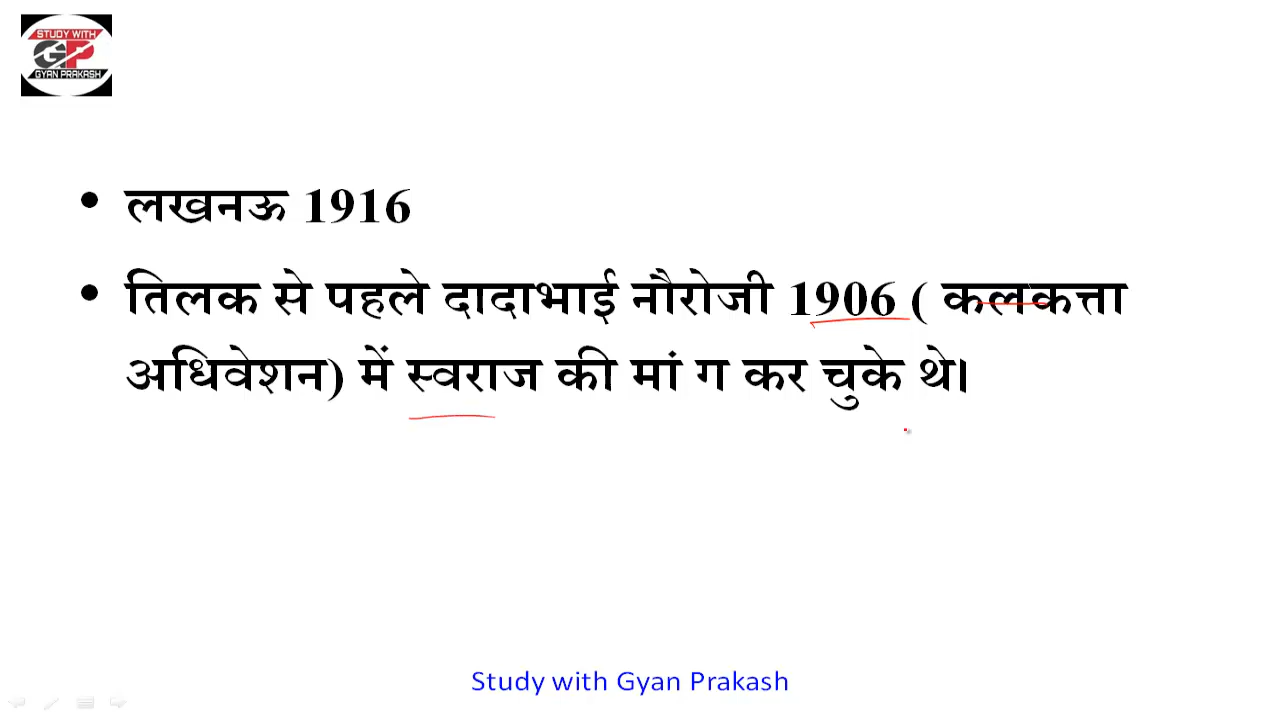 STUDY WITH
GP
GYAN PRAKASH
• लखनऊ 1916
• तिलक से पहले दादाभाई नौरोजी 1906 ( कलकत्ता
अधिवेशन) में स्वराज की मां ग कर चुके थे।
Study with Gyan Prakash